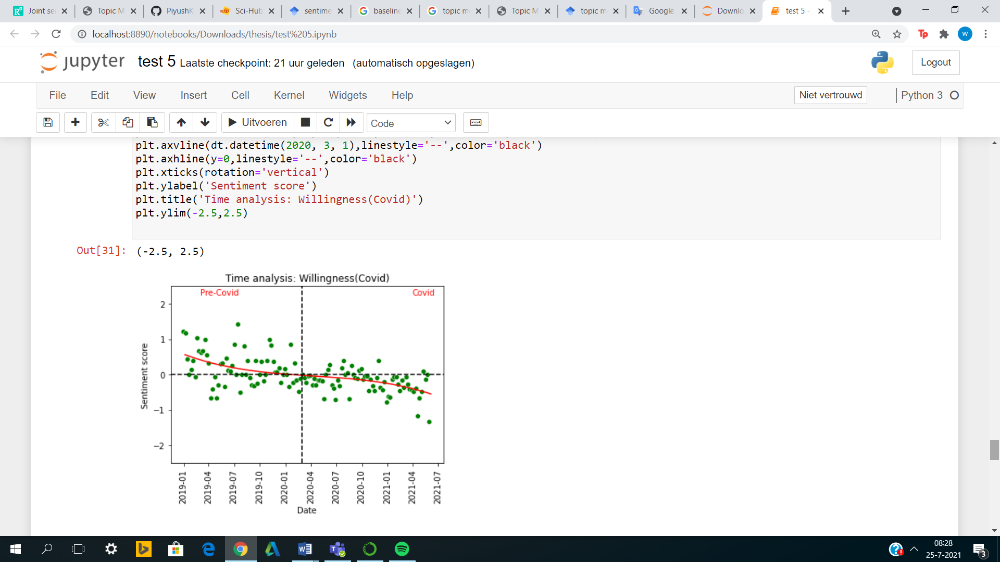 Joint se
Topic M
PiyushK
Sci-Hub
sentime
baseline
topic m
Topic M
topic m
Google
Downlo
test 5 -
localhost:8890/notebooks/Downloads/thesis/test%205.ipynb
Tp
W
jupyter test 5 Laatste checkpoint: 21 uur geleden (automatisch opgeslagen)
Logout
File Edit View Insert Cell Kernel Widgets Help
Niet vertrouwd
Python 3
Uitvoeren
Code
plt.axvline(dt.datetime(2020, 3, 1),linestyle='--',color='black')
plt.axhline(y=0,linestyle='--',color='black')
plt.xticks(rotation='vertical')
plt.ylabel('Sentiment score')
plt.title('Time analysis: Willingness(Covid)')
plt.ylim(-2.5,2.5)
Out[31]: (-2.5, 2.5)
Time analysis: Willingness(Covid)
Pre-Covid
Covid
2
1
0
−1
−2
Sentiment score
2019-01
2019-04
2019-07
2019-10
2020-01
2020-04
2020-07
2020-10
2021-01
2021-04
2021-07
Date
08:28
25-7-2021
3